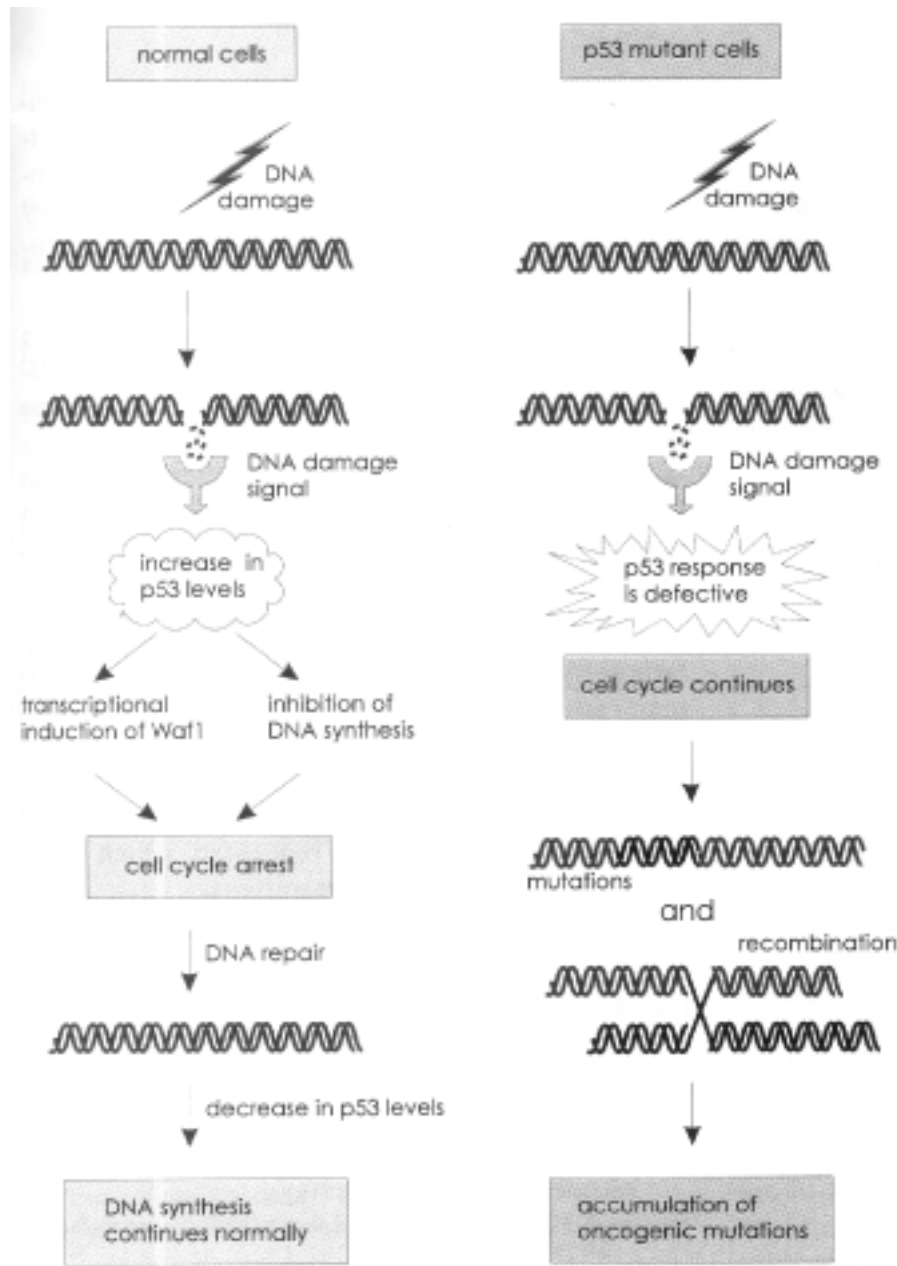 normal cells
DNA
damage
DNA damage
signal
increase in
p53 levels
transcriptional
induction of Waf1
inhibition of
DNA synthesis
cell cycle arrest
DNA repair
decrease in p53 levels
DNA synthesis
continues normally
p53 mutant cells
DNA
damage
DNA damage
signal
p53 response
is defective
cell cycle continues
mutations
and
recombination
accumulation of
oncogenic mutations